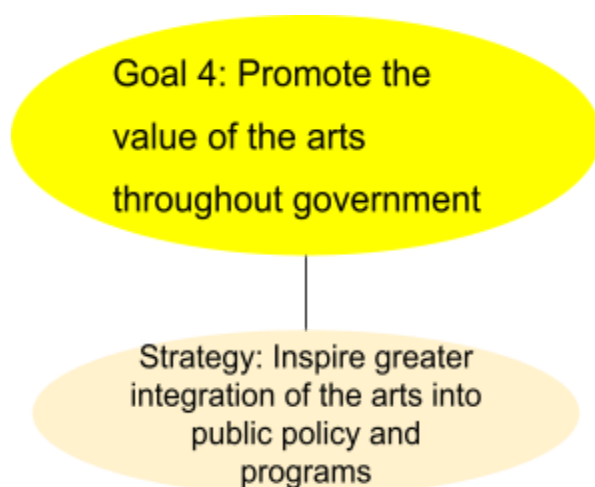 Goal 4: Promote the
value of the arts
throughout government
Strategy: Inspire greater
integration of the arts into
public policy and
programs